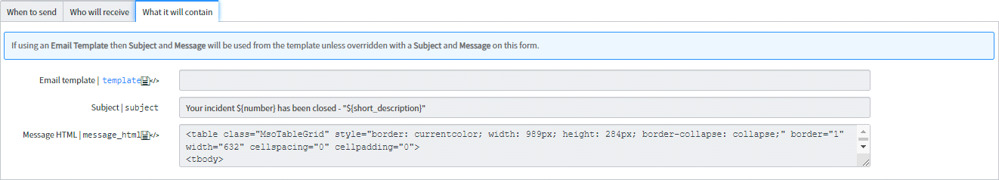 When to send
Who will receive
What it will contain
If using an Email Template then Subject and Message will be used from the template unless overridden with a Subject and Message on this form.
Email template | template</>
Subject | subject
Your incident ${number} has been closed - "${short_description}"
Message HTML | message_html</>
<table class="MsoTableGrid" style="border: currentcolor; width: 989px; height: 284px; border-collapse: collapse;" border="1"
width="632" cellspacing="0" cellpadding="0">
<tbody>